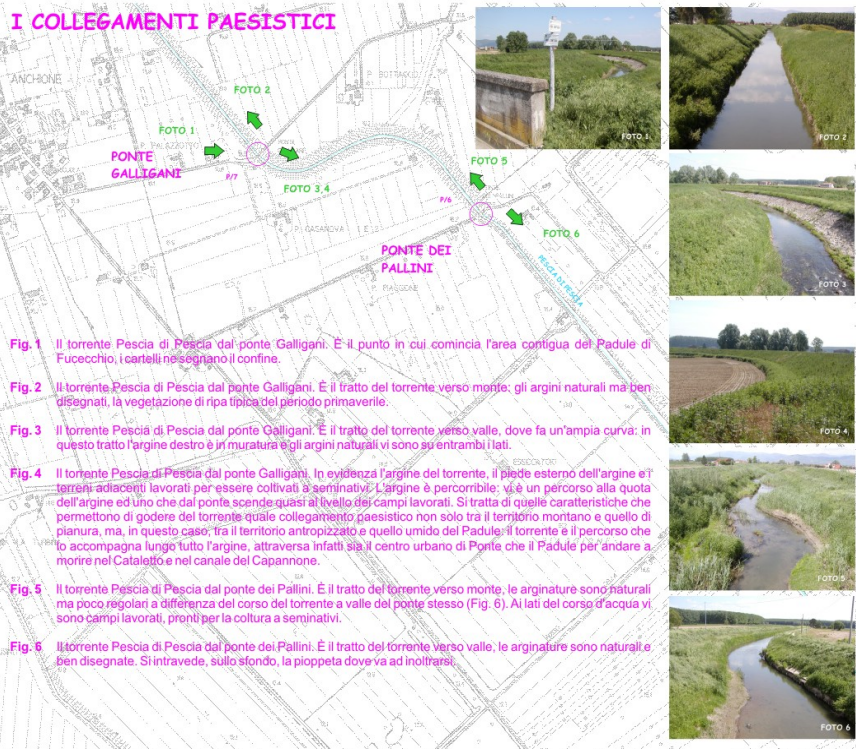 I COLLEGAMENTI PAESISTICI
ANCHIONE
P. BOTTACCIO
FOTO 2
FOTO 1
P. PALAZZOTTO
PONTE
GALLIGANI
P/7
FOTO 3,4
FOTO 5
P/6
P. CASANOVA
FOTO 6
PONTE DEI
PALLINI
P. PIAGGIONE
PESCIA DI PESCIA
FOTO 1
FOTO 2
FOTO 3
FOTO 4
FOTO 5
FOTO 6
Fig. 1 Il torrente Pescia di Pescia dal ponte Galligani. È il punto in cui comincia l'area contigua del Padule di
Fucecchio, i cartelli ne segnano il confine.
Fig. 2 Il torrente Pescia di Pescia dal ponte Galligani. È il tratto del torrente verso monte: gli argini naturali ma ben
disegnati, la vegetazione di ripa tipica del periodo primaverile.
Fig. 3 Il torrente Pescia di Pescia dal ponte Galligani. È il tratto del torrente verso valle, dove fa un'ampia curva: in
questo tratto l'argine destro è in muratura e gli argini naturali vi sono su entrambi i lati.
Fig. 4 Il torrente Pescia di Pescia dal ponte Galligani. In evidenza l'argine del torrente, il piede esterno dell'argine e i
terreni adiacenti lavorati per essere coltivati a seminativi. L'argine è percorribile: vi è un percorso alla quota
dell'argine ed uno che dal ponte scende quasi al livello dei campi lavorati. Si tratta di quelle caratteristiche che
permettono di godere del torrente quale collegamento paesistico non solo tra il territorio montano e quello di
pianura, ma, in questo caso, tra il territorio antropizzato e quello umido del Padule: il torrente e il percorso che
lo accompagna lungo tutto l'argine, attraversa infatti sia il centro urbano di Ponte che il Padule per andare a
morire nel Cataletto e nel canale del Capannone.
Fig. 5 Il torrente Pescia di Pescia dal ponte dei Pallini. È il tratto del torrente verso monte, le arginature sono naturali
ma poco regolari a differenza del corso del torrente a valle del ponte stesso (Fig. 6). Ai lati del corso d'acqua vi
sono campi lavorati, pronti per la coltura a seminativi.
Fig. 6 Il torrente Pescia di Pescia dal ponte dei Pallini. È il tratto del torrente verso valle, le arginature sono naturali e
ben disegnate. Si intravede, sullo sfondo, la pioppeta dove va ad inoltrarsi.